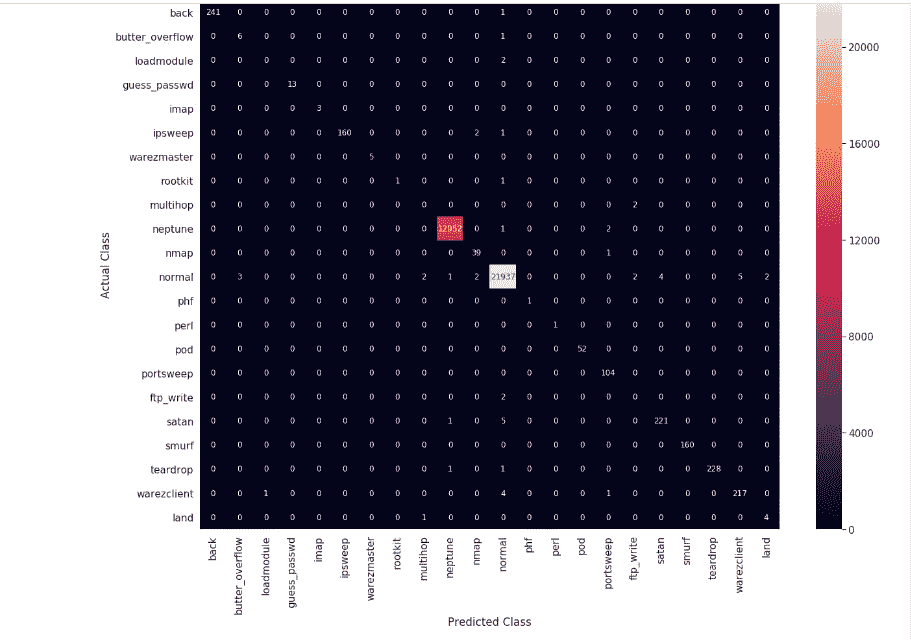 back 241 0 0 0 0 0 0 0 0 0 0 1 0 0 0 0 0 0 0 0 0 0
butter_overflow 0 6 0 0 0 0 0 0 0 0 0 1 0 0 0 0 0 0 0 0 0 0
20000
loadmodule 0 0 0 0 0 0 0 0 0 0 0 2 0 0 0 0 0 0 0 0 0 0
guess_passwd 0 0 0 13 0 0 0 0 0 0 0 0 0 0 0 0 0 0 0 0 0 0
imap 0 0 0 0 3 0 0 0 0 0 0 0 0 0 0 0 0 0 0 0 0 0
ipsweep 0 0 0 0 0 160 0 0 0 0 2 1 0 0 0 0 0 0 0 0 0 0
16000
warezmaster 0 0 0 0 0 0 5 0 0 0 0 0 0 0 0 0 0 0 0 0 0 0
rootkit 0 0 0 0 0 0 0 1 0 0 0 1 0 0 0 0 0 0 0 0 0 0
multihop 0 0 0 0 0 0 0 0 0 0 0 0 0 0 0 0 2 0 0 0 0 0
neptune 0 0 0 0 0 0 0 0 0 12952 0 1 0 0 0 2 0 0 0 0 0 0
12000
nmap 0 0 0 0 0 0 0 0 0 0 39 0 0 0 0 1 0 0 0 0 0 0
Actual Class
normal 0 3 0 0 0 0 0 0 2 1 2 21937 0 0 0 0 2 4 0 0 5 2
phf 0 0 0 0 0 0 0 0 0 0 0 0 1 0 0 0 0 0 0 0 0 0
perl 0 0 0 0 0 0 0 0 0 0 0 0 0 1 0 0 0 0 0 0 0 0
8000
pod 0 0 0 0 0 0 0 0 0 0 0 0 0 0 52 0 0 0 0 0 0 0
portsweep 0 0 0 0 0 0 0 0 0 0 0 0 0 0 0 104 0 0 0 0 0 0
ftp_write 0 0 0 0 0 0 0 0 0 0 0 2 0 0 0 0 0 0 0 0 0 0
satan 0 0 0 0 0 0 0 0 0 1 0 5 0 0 0 0 0 221 0 0 0 0
4000
smurf 0 0 0 0 0 0 0 0 0 0 0 0 0 0 0 0 0 0 160 0 0 0
teardrop 0 0 0 0 0 0 0 0 0 1 0 1 0 0 0 0 0 0 0 228 0 0
warezclient 0 0 1 0 0 0 0 0 0 0 0 4 0 0 0 1 0 0 0 0 217 0
land 0 0 0 0 0 0 0 0 1 0 0 0 0 0 0 0 0 0 0 0 0 4
0
back butter_overflow loadmodule guess_passwd imap ipsweep warezmaster rootkit multihop neptune nmap normal phf perl pod portsweep ftp_write satan smurf teardrop warezclient land
Predicted Class